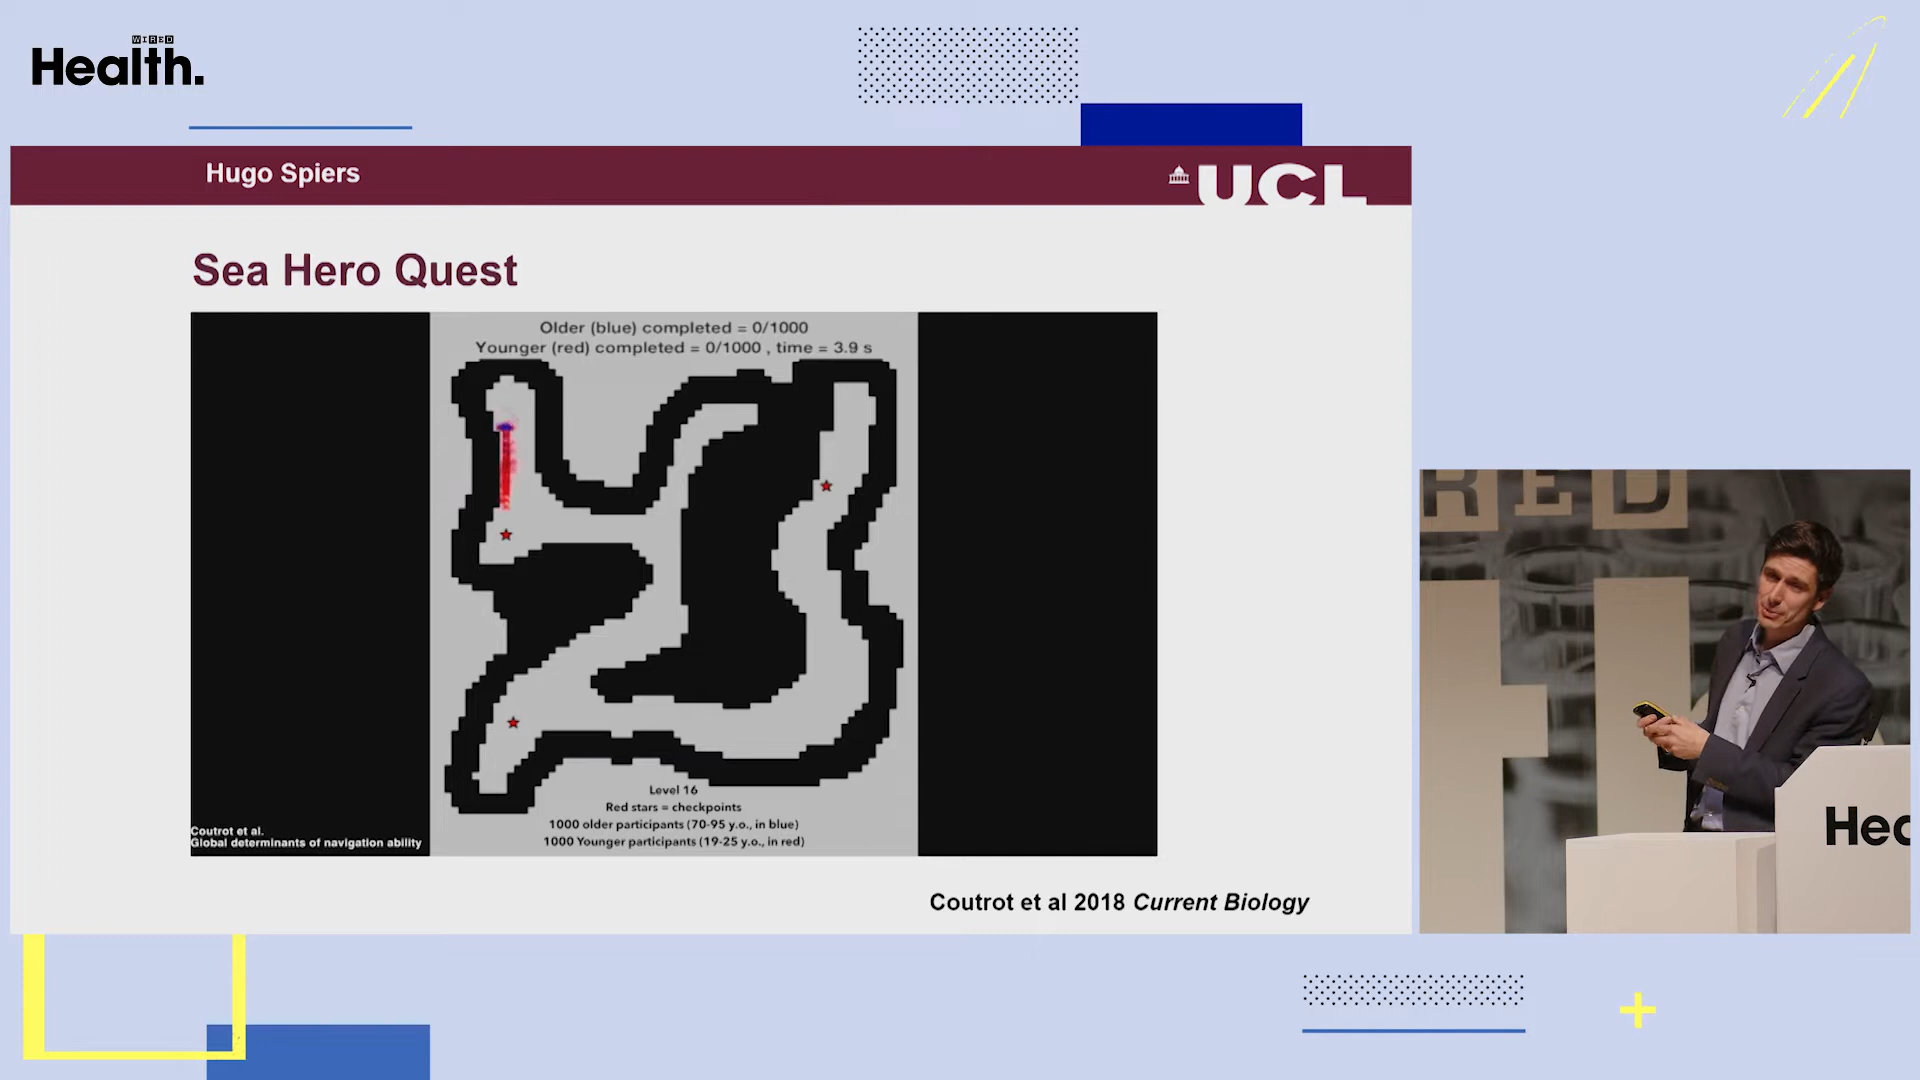 WIRED
Health.
Hugo Spiers
UCL
Sea Hero Quest
Older (blue) completed = 0/1000
Younger (red) completed = 0/1000 , time = 3.9 s
Level 16
Red stars = checkpoints
1000 older participants (70-95 y.o., in blue)
1000 Younger participants (19-25 y.o., in red)
Coutrot et al.
Global determinants of navigation ability
Coutrot et al 2018 Current Biology
RED
H
Hea